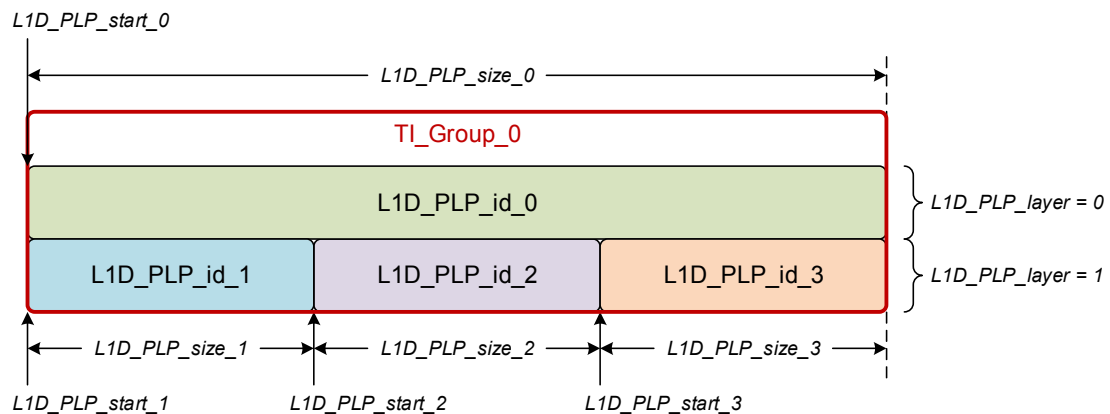 L1D_PLP_start_0
L1D_PLP_size_0
TI_Group_0
L1D_PLP_id_0
L1D_PLP_layer = 0
L1D_PLP_id_1
L1D_PLP_id_2
L1D_PLP_id_3
L1D_PLP_layer = 1
L1D_PLP_size_1
L1D_PLP_size_2
L1D_PLP_size_3
L1D_PLP_start_1
L1D_PLP_start_2
L1D_PLP_start_3